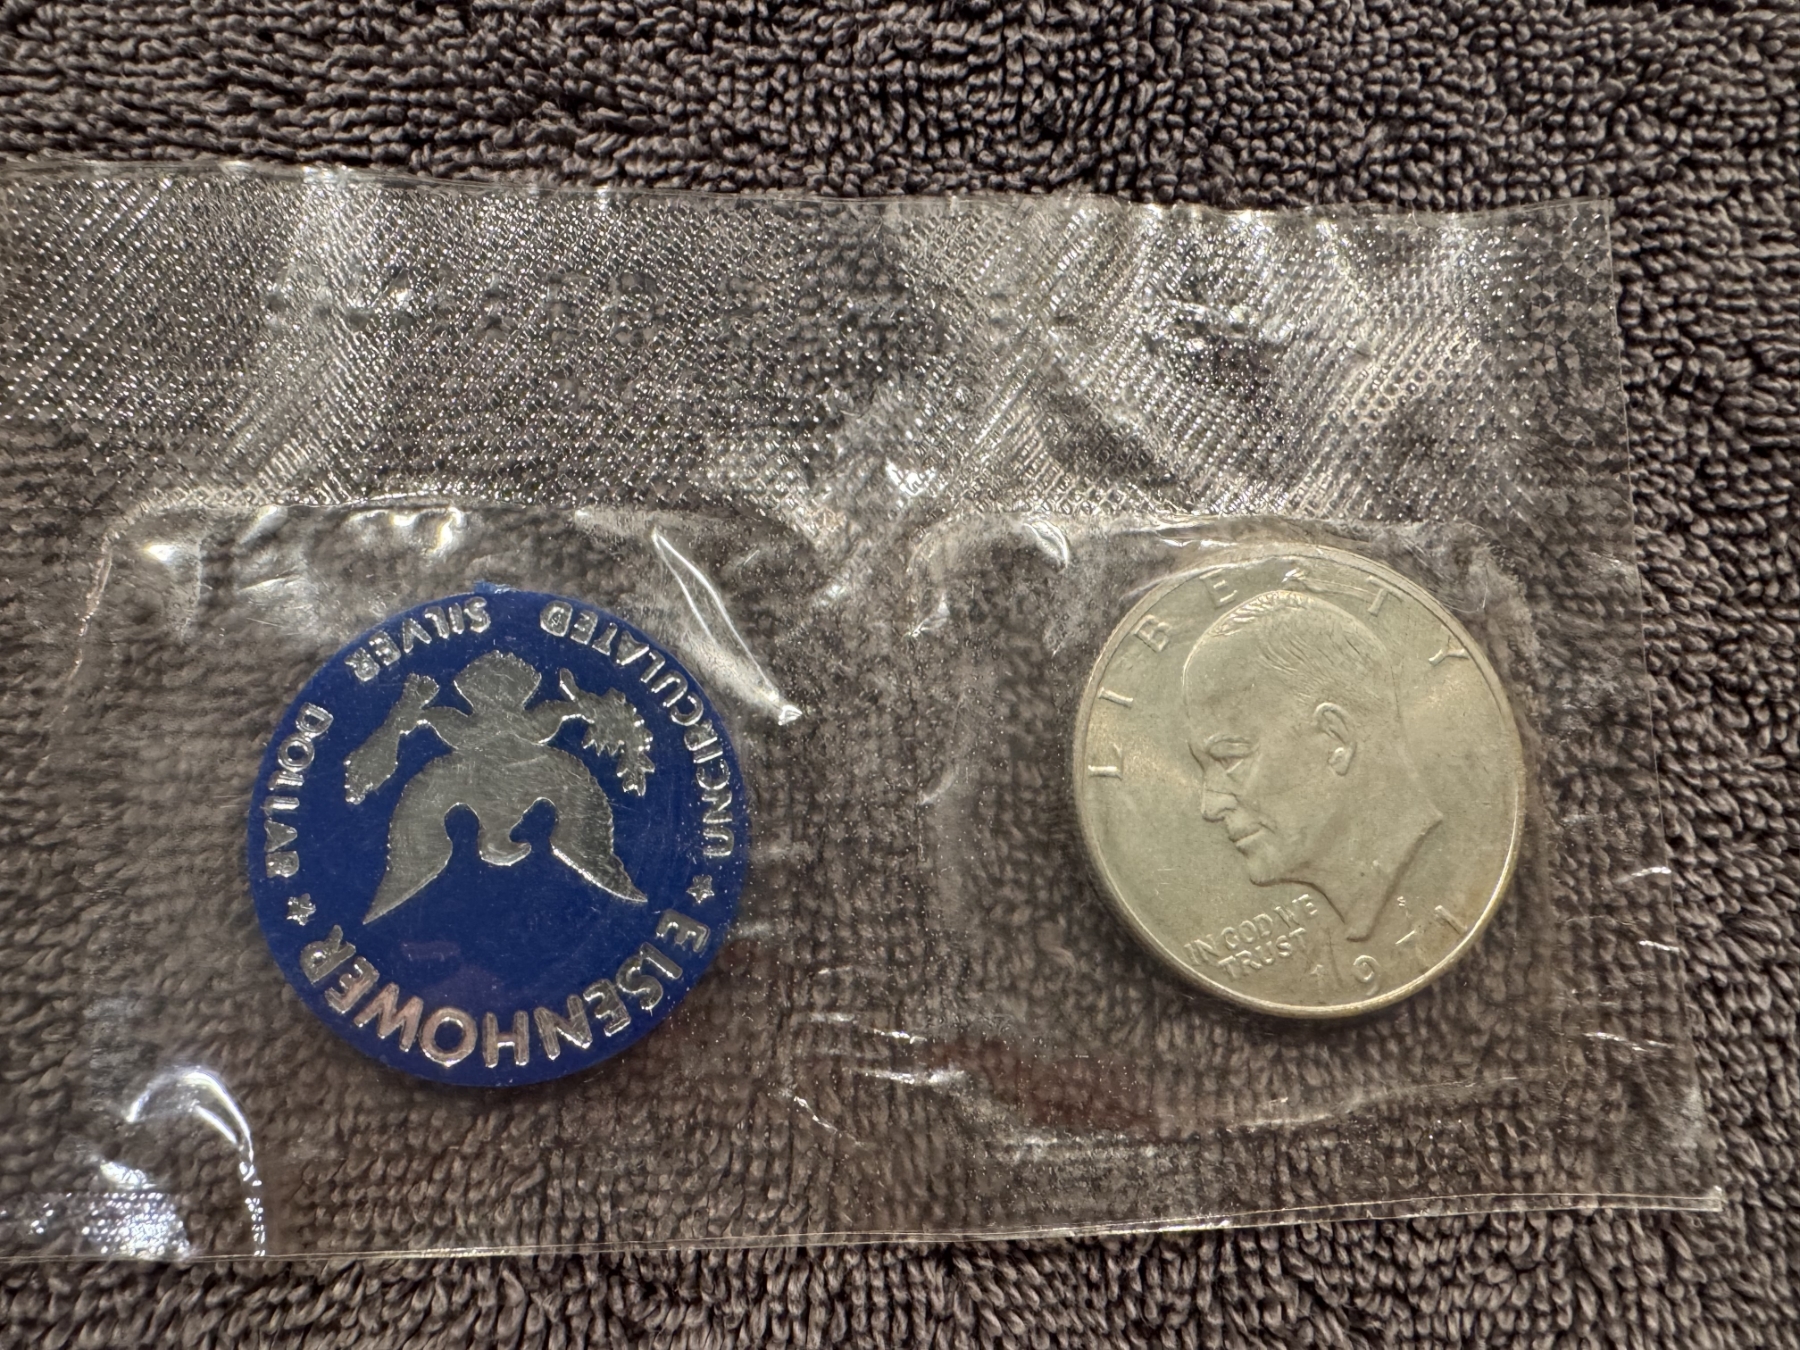 EISENHOWER
UNCIRCULATED SILVER DOLLAR
LIBERTY
IN GOD WE
TRUST
S
1971